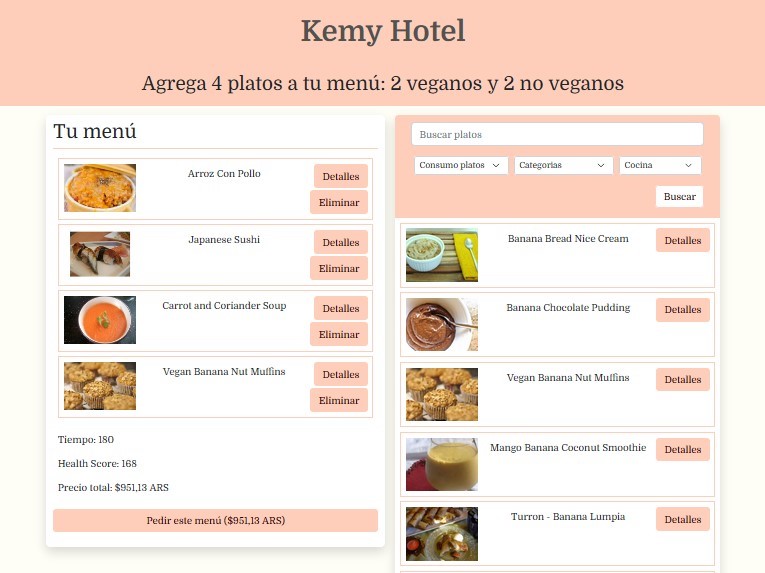 Kemy Hotel
Agrega 4 platos a tu menú: 2 veganos y 2 no veganos
Tu menú
Arroz Con Pollo
Detalles
Eliminar
Japanese Sushi
Detalles
Eliminar
Carrot and Coriander Soup
Detalles
Eliminar
Vegan Banana Nut Muffins
Detalles
Eliminar
Tiempo: 180
Health Score: 168
Precio total: $951,13 ARS
Pedir este menú ($951,13 ARS)
Buscar platos
Consumo platos
Categorias
Cocina
Buscar
Banana Bread Nice Cream
Detalles
Banana Chocolate Pudding
Detalles
Vegan Banana Nut Muffins
Detalles
Mango Banana Coconut Smoothie
Detalles
Turron - Banana Lumpia
Detalles